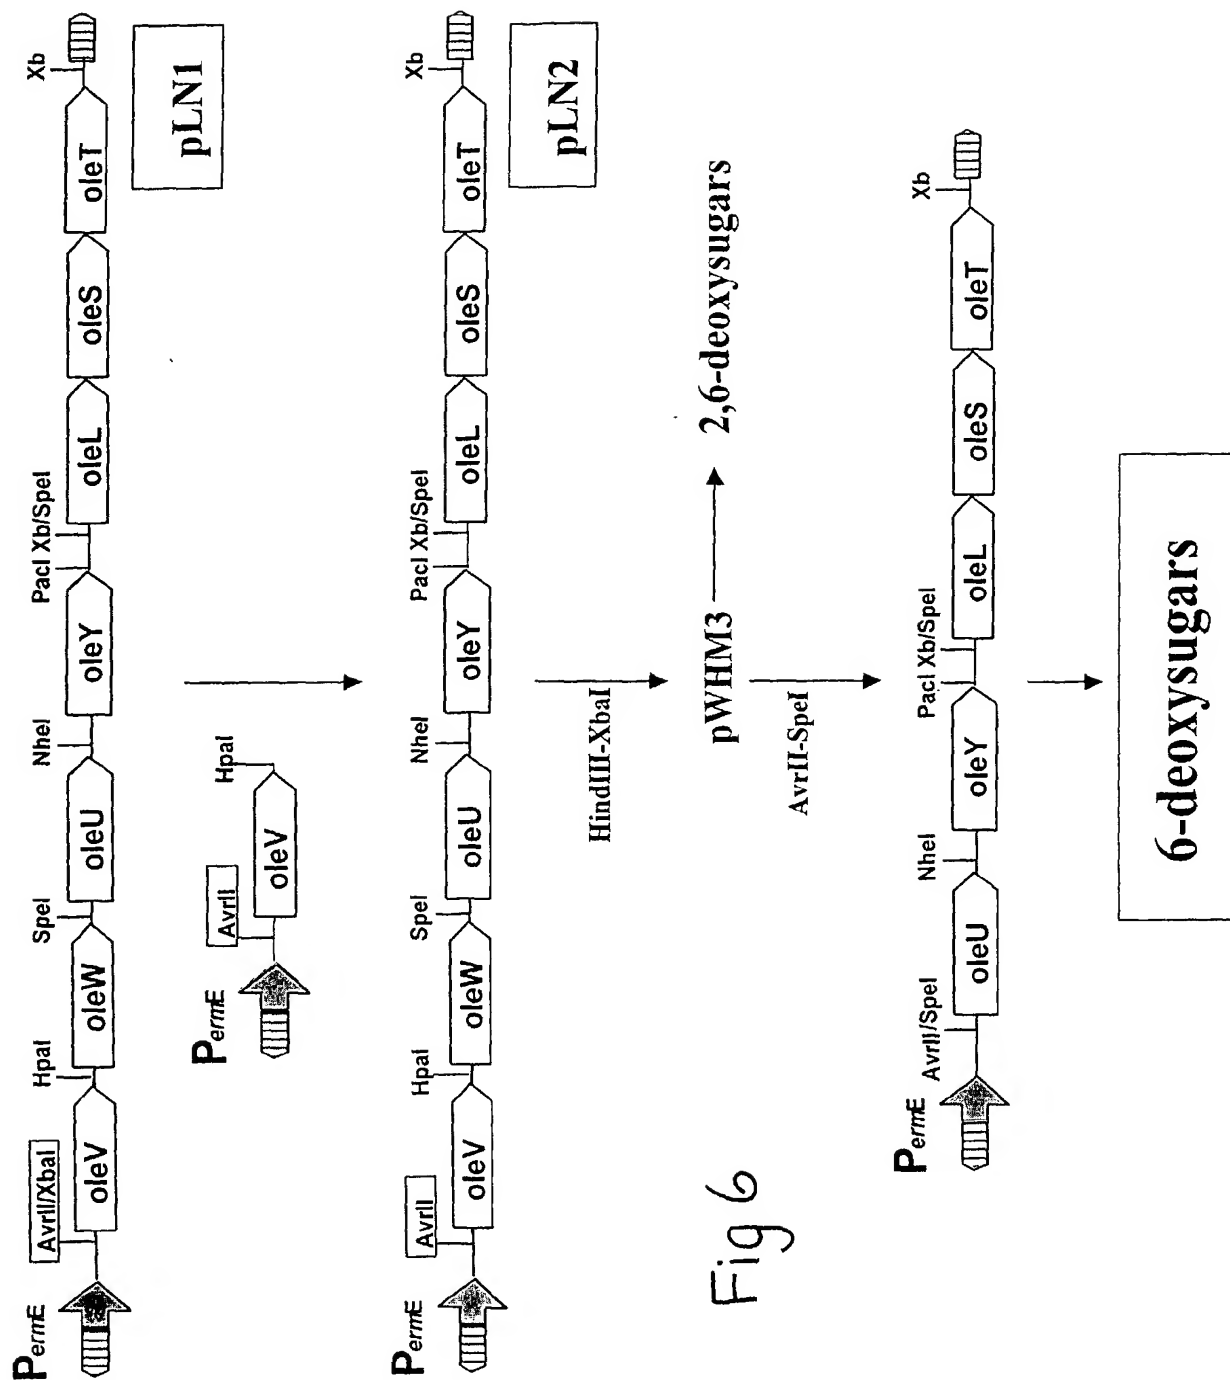 PermE
AvrII/XbaI
HpaI
SpeI
NheI
PacI Xb/SpeI
Xb
oleV
oleW
oleU
oleY
oleL
oleS
oleT
pLN1
PermE
AvrII
HpaI
oleV
PermE
AvrII
HpaI
SpeI
NheI
PacI Xb/SpeI
Xb
oleV
oleW
oleU
oleY
oleL
oleS
oleT
pLN2
HindIII-XbaI
pWHM3
2,6-deoxysugars
AvrII-SpeI
PermE
AvrII/SpeI
NheI
PacI Xb/SpeI
Xb
oleU
oleY
oleL
oleS
oleT
6-deoxysugars
Fig 6